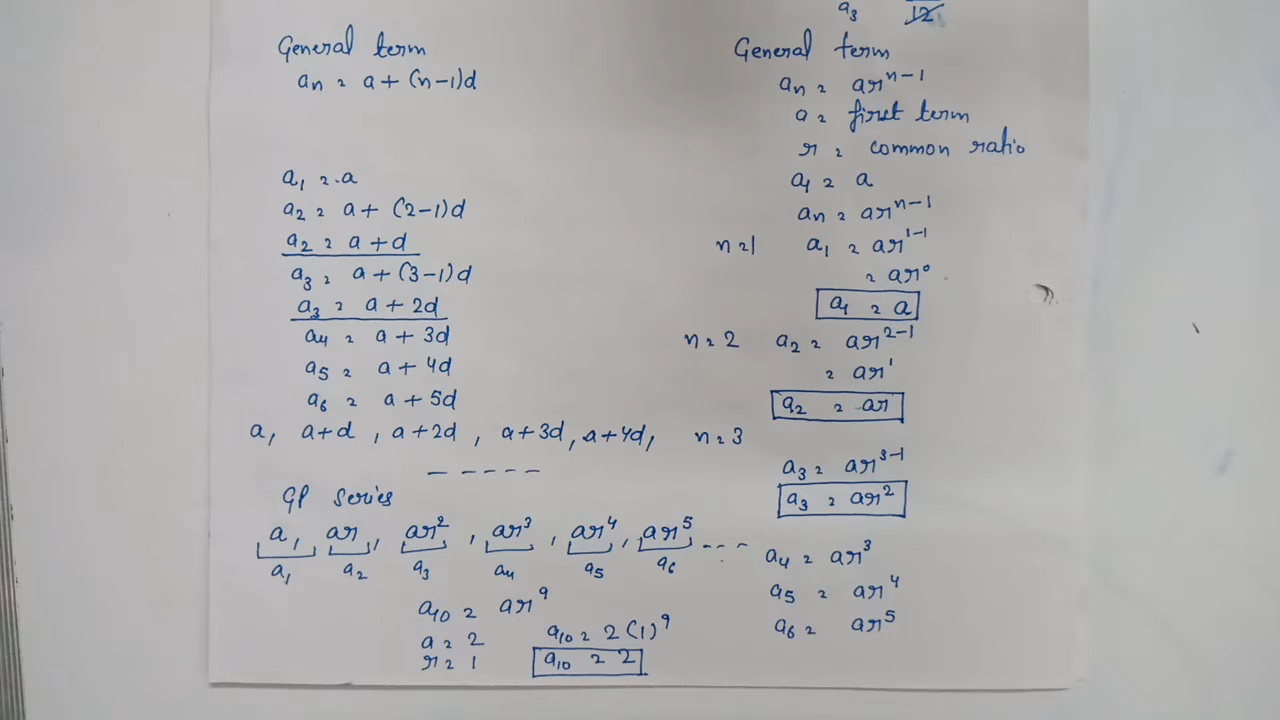 a₃ 12
General term
aₙ = a + (n-1)d
a₁ = a
a₂ = a + (2-1)d
a₂ = a + d
a₃ = a + (3-1)d
a₃ = a + 2d
a₄ = a + 3d
a₅ = a + 4d
a₆ = a + 5d
a, a+d, a+2d, a+3d, a+4d,
-----
GP series
a, ar, ar², ar³, ar⁴, ar⁵ ---
a₁ a₂ a₃ a₄ a₅ a₆
a₁₀ = ar⁹
a = 2 a₁₀ = 2(1)⁹
r = 1 a₁₀ = 2
General term
aₙ = arⁿ⁻¹
a = first term
r = common ratio
a₁ = a
aₙ = arⁿ⁻¹
n=1 a₁ = ar¹⁻¹
= ar⁰
a₁ = a
n=2 a₂ = ar²⁻¹
= ar¹
a₂ = ar
n=3
a₃ = ar³⁻¹
a₃ = ar²
a₄ = ar³
a₅ = ar⁴
a₆ = ar⁵